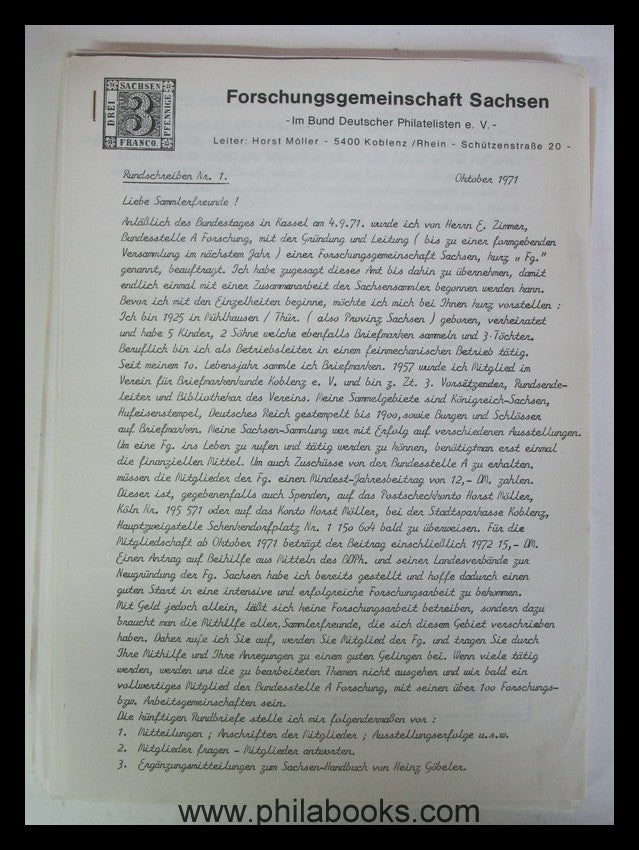 SACHSEN
DREI
3
PFENNIGE
FRANCO.
Forschungsgemeinschaft Sachsen
-Im Bund Deutscher Philatelisten e. V.-
Leiter: Horst Möller - 5400 Koblenz /Rhein - Schützenstraße 20 -
Rundschreiben Nr. 1.
Oktober 1971
Liebe Sammlerfreunde !
Anläßlich des Bundestages in Kassel am 4.9.71. wurde ich von Herrn E. Zimmer,
Bundesstelle A Forschung, mit der Gründung und Leitung ( bis zu einer formgebenden
Versammlung im nächstem Jahr ) einer Forschungsgemeinschaft Sachsen, kurz „ Fg."
genannt, beauftragt. Ich habe zugesagt dieses Amt bis dahin zu übernehmen, damit
endlich einmal mit einer Zusammenarbeit der Sachsensammler begonnen werden kann.
Bevor ich mit den Einzelheiten beginne, möchte ich mich bei Ihnen kurz vorstellen :
Ich bin 1925 in Mühlhausen / Thür. ( also Provinz Sachsen ) geboren, verheiratet
und habe 5 Kinder, 2 Söhne welche ebenfalls Briefmarken sammeln und 3-Töchter.
Beruflich bin ich als Betriebsleiter in einem feinmechanischen Betrieb tätig.
Seit meinem 1o. Lebensjahr sammle ich Briefmarken. 1957 wurde ich Mitglied im
Verein für Briefmarkenkunde Koblenz e. V. und bin z. Zt. 3. Vorsitzender, Rundsende-
leiter und Bibliothekar des Vereins. Meine Sammelgebiete sind Königreich-Sachsen,
Hufeisenstempel, Deutsches Reich gestempelt bis 19oo, sowie Burgen und Schlösser
auf Briefmarken. Meine Sachsen-Sammlung war mit Erfolg auf verschiedenen Ausstellungen.
Um eine Fg. ins Leben zu rufen und tätig werden zu können, benötigtman erst einmal
die finanziellen Mittel. Um auch Zuschüsse von der Bundesstelle A zu erhalten,
müssen die Mitglieder der Fg. einen Mindest-Jahresbeitrag von 12,- DM. zahlen.
Dieser ist, gegebenenfalls auch Spenden, auf das Postscheckkonto Horst Möller,
Köln Nr. 195 571 oder auf das Konto Horst Möller, bei der Stadtsparkasse Koblenz,
Hauptzweigstelle Schenkendorfplatz Nr. 1 15o 6o4 bald zu überweisen. Für die
Mitgliedschaft ab Oktober 1971 beträgt der Beitrag einschließlich 1972 15,- DM.
Einen Antrag auf Beihilfe aus Mitteln des BDPh. und seiner Landesverbände zur
Neugründung der Fg. Sachsen habe ich bereits gestellt und hoffe dadurch einen
guten Start in eine intensive und erfolgreiche Forschungsarbeit zu bekommen.
Mit Geld jedoch allein, läßt sich keine Forschungsarbeit betreiben, sondern dazu
braucht man die Mithilfe aller, Sammlerfreunde, die sich diesem Gebiet verschrieben
haben. Daher rufe ich Sie auf, werden Sie Mitglied der Fg. und tragen Sie durch
Ihre Mithilfe und Ihre Anregungen zu einem guten Gelingen bei. Wenn viele tätig
werden, werden uns die zu bearbeiteten Themen nicht ausgehen und wir bald ein
vollwertiges Mitglied der Bundesstelle A Forschung, mit seinen über 1oo Forschungs-
bzw. Arbeitsgemeinschaften sein.
Die künftigen Rundbriefe stelle ich mir folgendermaßen vor :
1. Mitteilungen ; Anschriften der Mitglieder ; Ausstellungserfolge u.s.w.
2. Mitglieder fragen - Mitglieder antworten.
3. Ergänzungsmitteilungen zum Sachsen-Handbuch von Heinz Göbeler.
www.philabooks.com